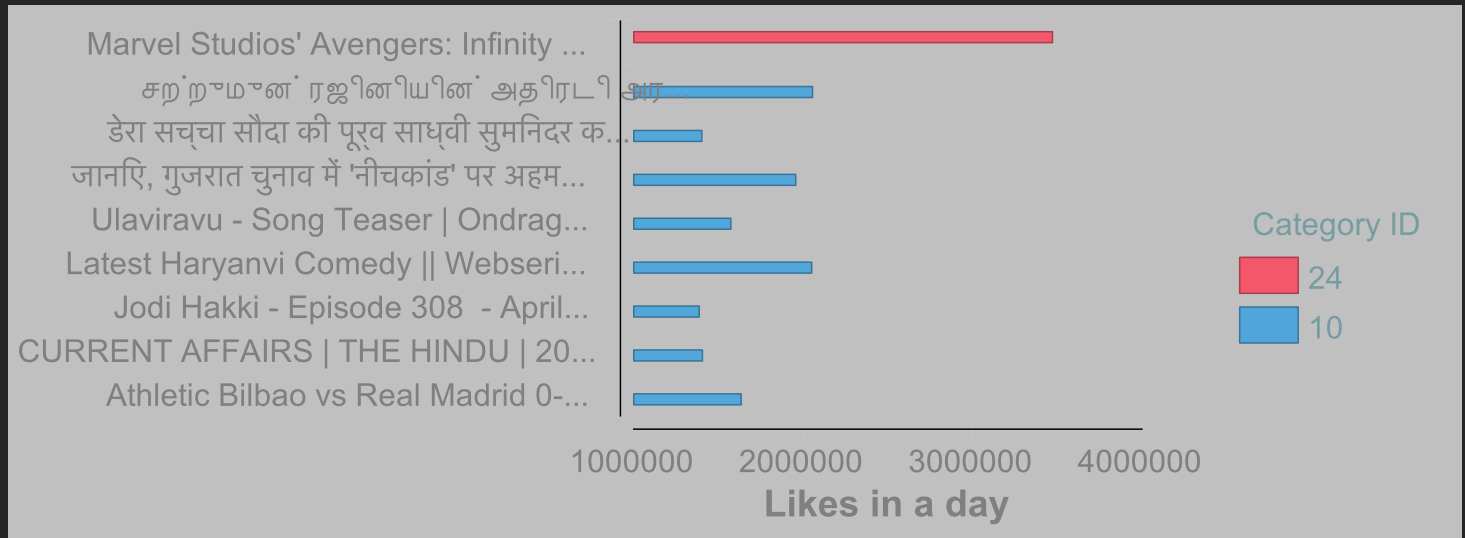 Marvel Studios' Avengers: Infinity ...
சற்றுமுன் ரஜினியின் அதிரடி அர...
डेरा सच्चा सौदा की पूर्व साध्वी सुमनिदर क...
जानिए, गुजरात चुनाव में 'नीचकांड' पर अहम...
Ulaviravu - Song Teaser | Ondrag...
Latest Haryanvi Comedy || Webseri...
Jodi Hakki - Episode 308 - April...
CURRENT AFFAIRS | THE HINDU | 20...
Athletic Bilbao vs Real Madrid 0-...
1000000 2000000 3000000 4000000
Likes in a day
Category ID
24
10